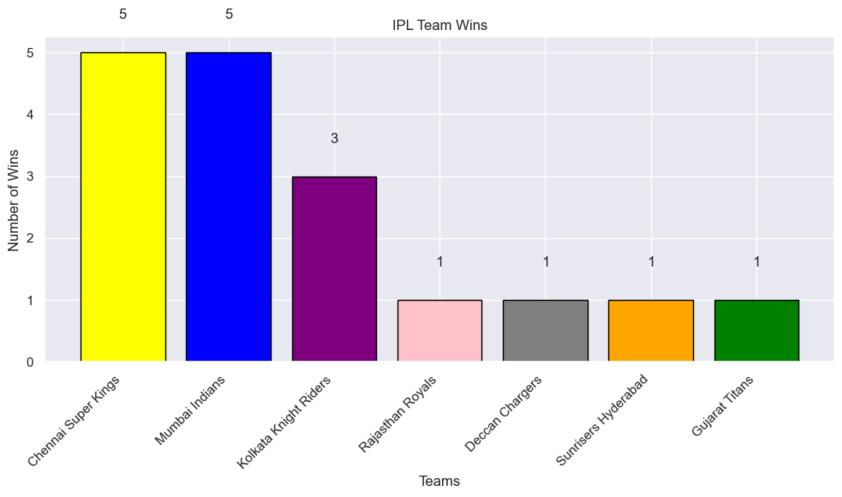 5 5
IPL Team Wins
5
4
3
2
1
0
Number of Wins
3
1 1 1 1
Chennai Super Kings
Mumbai Indians
Kolkata Knight Riders
Rajasthan Royals
Deccan Chargers
Sunrisers Hyderabad
Gujarat Titans
Teams